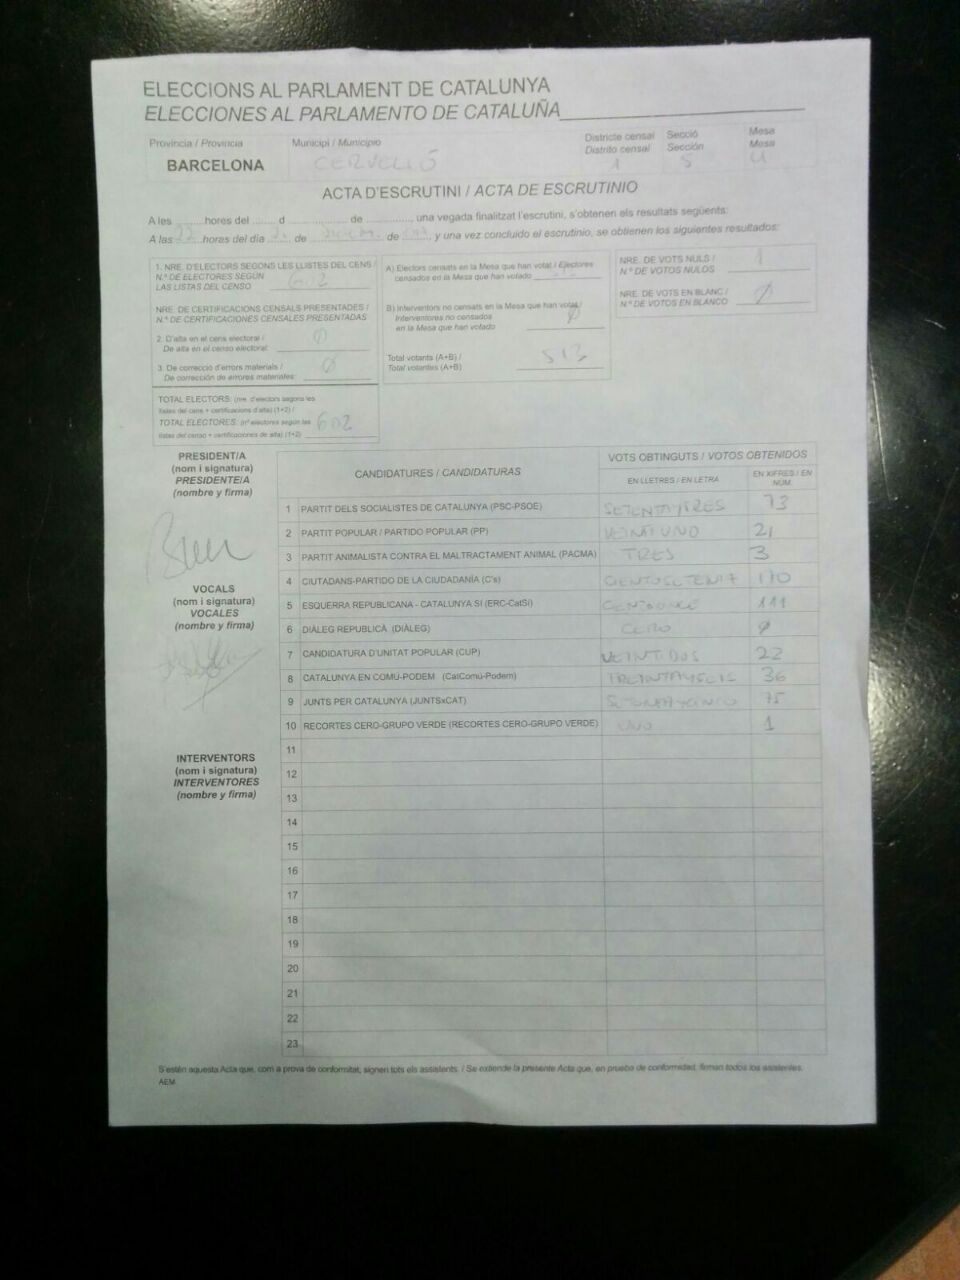 ELECCIONS AL PARLAMENT DE CATALUNYA
ELECCIONES AL PARLAMENTO DE CATALUÑA
Província / Provincia Municipi / Municipio Districte censal Secció Mesa
Distrito censal Sección Mesa
BARCELONA CERVELLÓ 1 5 U
ACTA D'ESCRUTINI / ACTA DE ESCRUTINIO
A les hores del d de , una vegada finalitzat l'escrutini, s'obtenen els resultats següents:
A las 22 horas del día de de , y una vez concluido el escrutinio, se obtienen los siguientes resultados:
1. NRE. D'ELECTORS SEGONS LES LLISTES DEL CENS /
N.º DE ELECTORES SEGÚN
LAS LISTAS DEL CENSO 602
NRE. DE CERTIFICACIONS CENSALS PRESENTADES /
N.º DE CERTIFICACIONES CENSALES PRESENTADAS
2. D'alta en el cens electoral / 0
De alta en el censo electoral:
3. De correcció d'errors materials / 0
De corrección de errores materiales:
TOTAL ELECTORS: (nre. d'electors segons les
llistes del cens + certificacions d'alta) (1+2) /
TOTAL ELECTORES: (nº electores según las 602
listas del censo + certificaciones de alta) (1+2)
A) Electors censats en la Mesa que han votat / Electores
censados en la Mesa que han votado
B) Interventors no censats en la Mesa que han votat /
Interventores no censados 0
en la Mesa que han votado
Total votants (A+B) / 513
Total votantes (A+B)
NRE. DE VOTS NULS / 1
N.º DE VOTOS NULOS
NRE. DE VOTS EN BLANC / 0
N.º DE VOTOS EN BLANCO
PRESIDENT/A
(nom i signatura)
PRESIDENTE/A
(nombre y firma)
VOCALS
(nom i signatura)
VOCALES
(nombre y firma)
INTERVENTORS
(nom i signatura)
INTERVENTORES
(nombre y firma)
CANDIDATURES / CANDIDATURAS VOTS OBTINGUTS / VOTOS OBTENIDOS
EN LLETRES / EN LETRA EN XIFRES / EN NÚM.
1 PARTIT DELS SOCIALISTES DE CATALUNYA (PSC-PSOE) SETENTAYTRES 73
2 PARTIT POPULAR / PARTIDO POPULAR (PP) VEINTIUNO 21
3 PARTIT ANIMALISTA CONTRA EL MALTRACTAMENT ANIMAL (PACMA) TRES 3
4 CIUTADANS-PARTIDO DE LA CIUDADANÍA (C's) CIENTOSETENTA 170
5 ESQUERRA REPUBLICANA - CATALUNYA SÍ (ERC-CatSí) 111
6 DIÀLEG REPUBLICÀ (DIÀLEG) CERO 0
7 CANDIDATURA D'UNITAT POPULAR (CUP) VEINTIDOS 22
8 CATALUNYA EN COMÚ-PODEM (CatComú-Podem) TREINTAYSEIS 36
9 JUNTS PER CATALUNYA (JUNTSxCAT) SETENTAYCINCO 75
10 RECORTES CERO-GRUPO VERDE (RECORTES CERO-GRUPO VERDE) UNO 1
11
12
13
14
15
16
17
18
19
20
21
22
23
S'estén aquesta Acta que, com a prova de conformitat, signen tots els assistents. / Se extiende la presente Acta que, en prueba de conformidad, firman todos los asistentes.
AEM